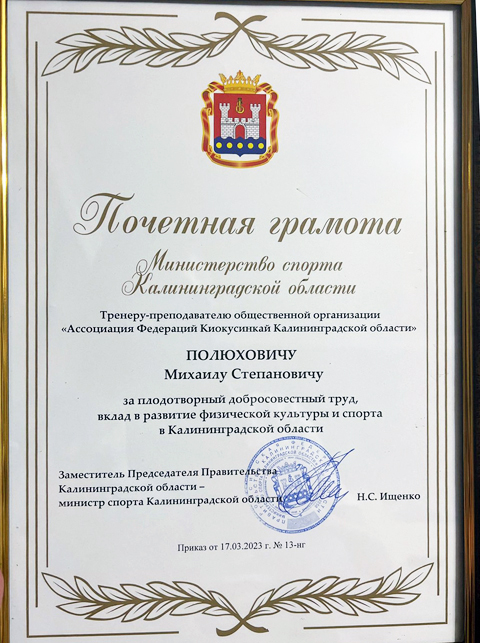 Почетная грамота
Министерство спорта
Калининградской области
Тренеру-преподавателю общественной организации
«Ассоциация Федераций Киокусинкай Калининградской области»
ПОЛЮХОВИЧУ
Михаилу Степановичу
за плодотворный добросовестный труд,
вклад в развитие физической культуры и спорта
в Калининградской области
Заместитель Председателя Правительства
Калининградской области –
министр спорта Калининградской области
Н.С. Ищенко
Приказ от 17.03.2023 г. № 13-нг